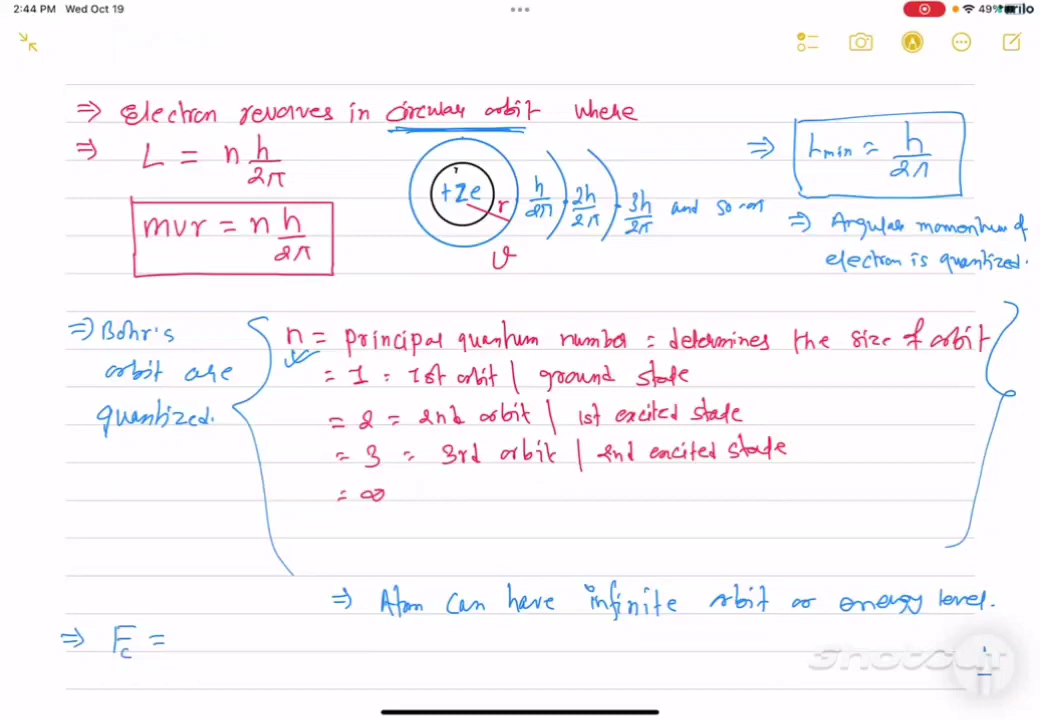 2:44 PM Wed Oct 19
49%
⇒ Electron revolves in circular orbit where
⇒ L = n h/2π
mvr = n h/2π
+Ze r h/2π 2h/2π 3h/2π and so on
v
⇒ Lmin = h/2π
⇒ Angular momentum of
electron is quantized.
⇒ Bohr's
orbit are
quantized.
n = principal quantum number = determines the size of orbit
= 1 = 1st orbit | ground state
= 2 = 2nd orbit | 1st excited state
= 3 = 3rd orbit | 2nd excited state
= ∞
⇒ Atom can have infinite orbit or energy level.
⇒ Fc =
shotcut